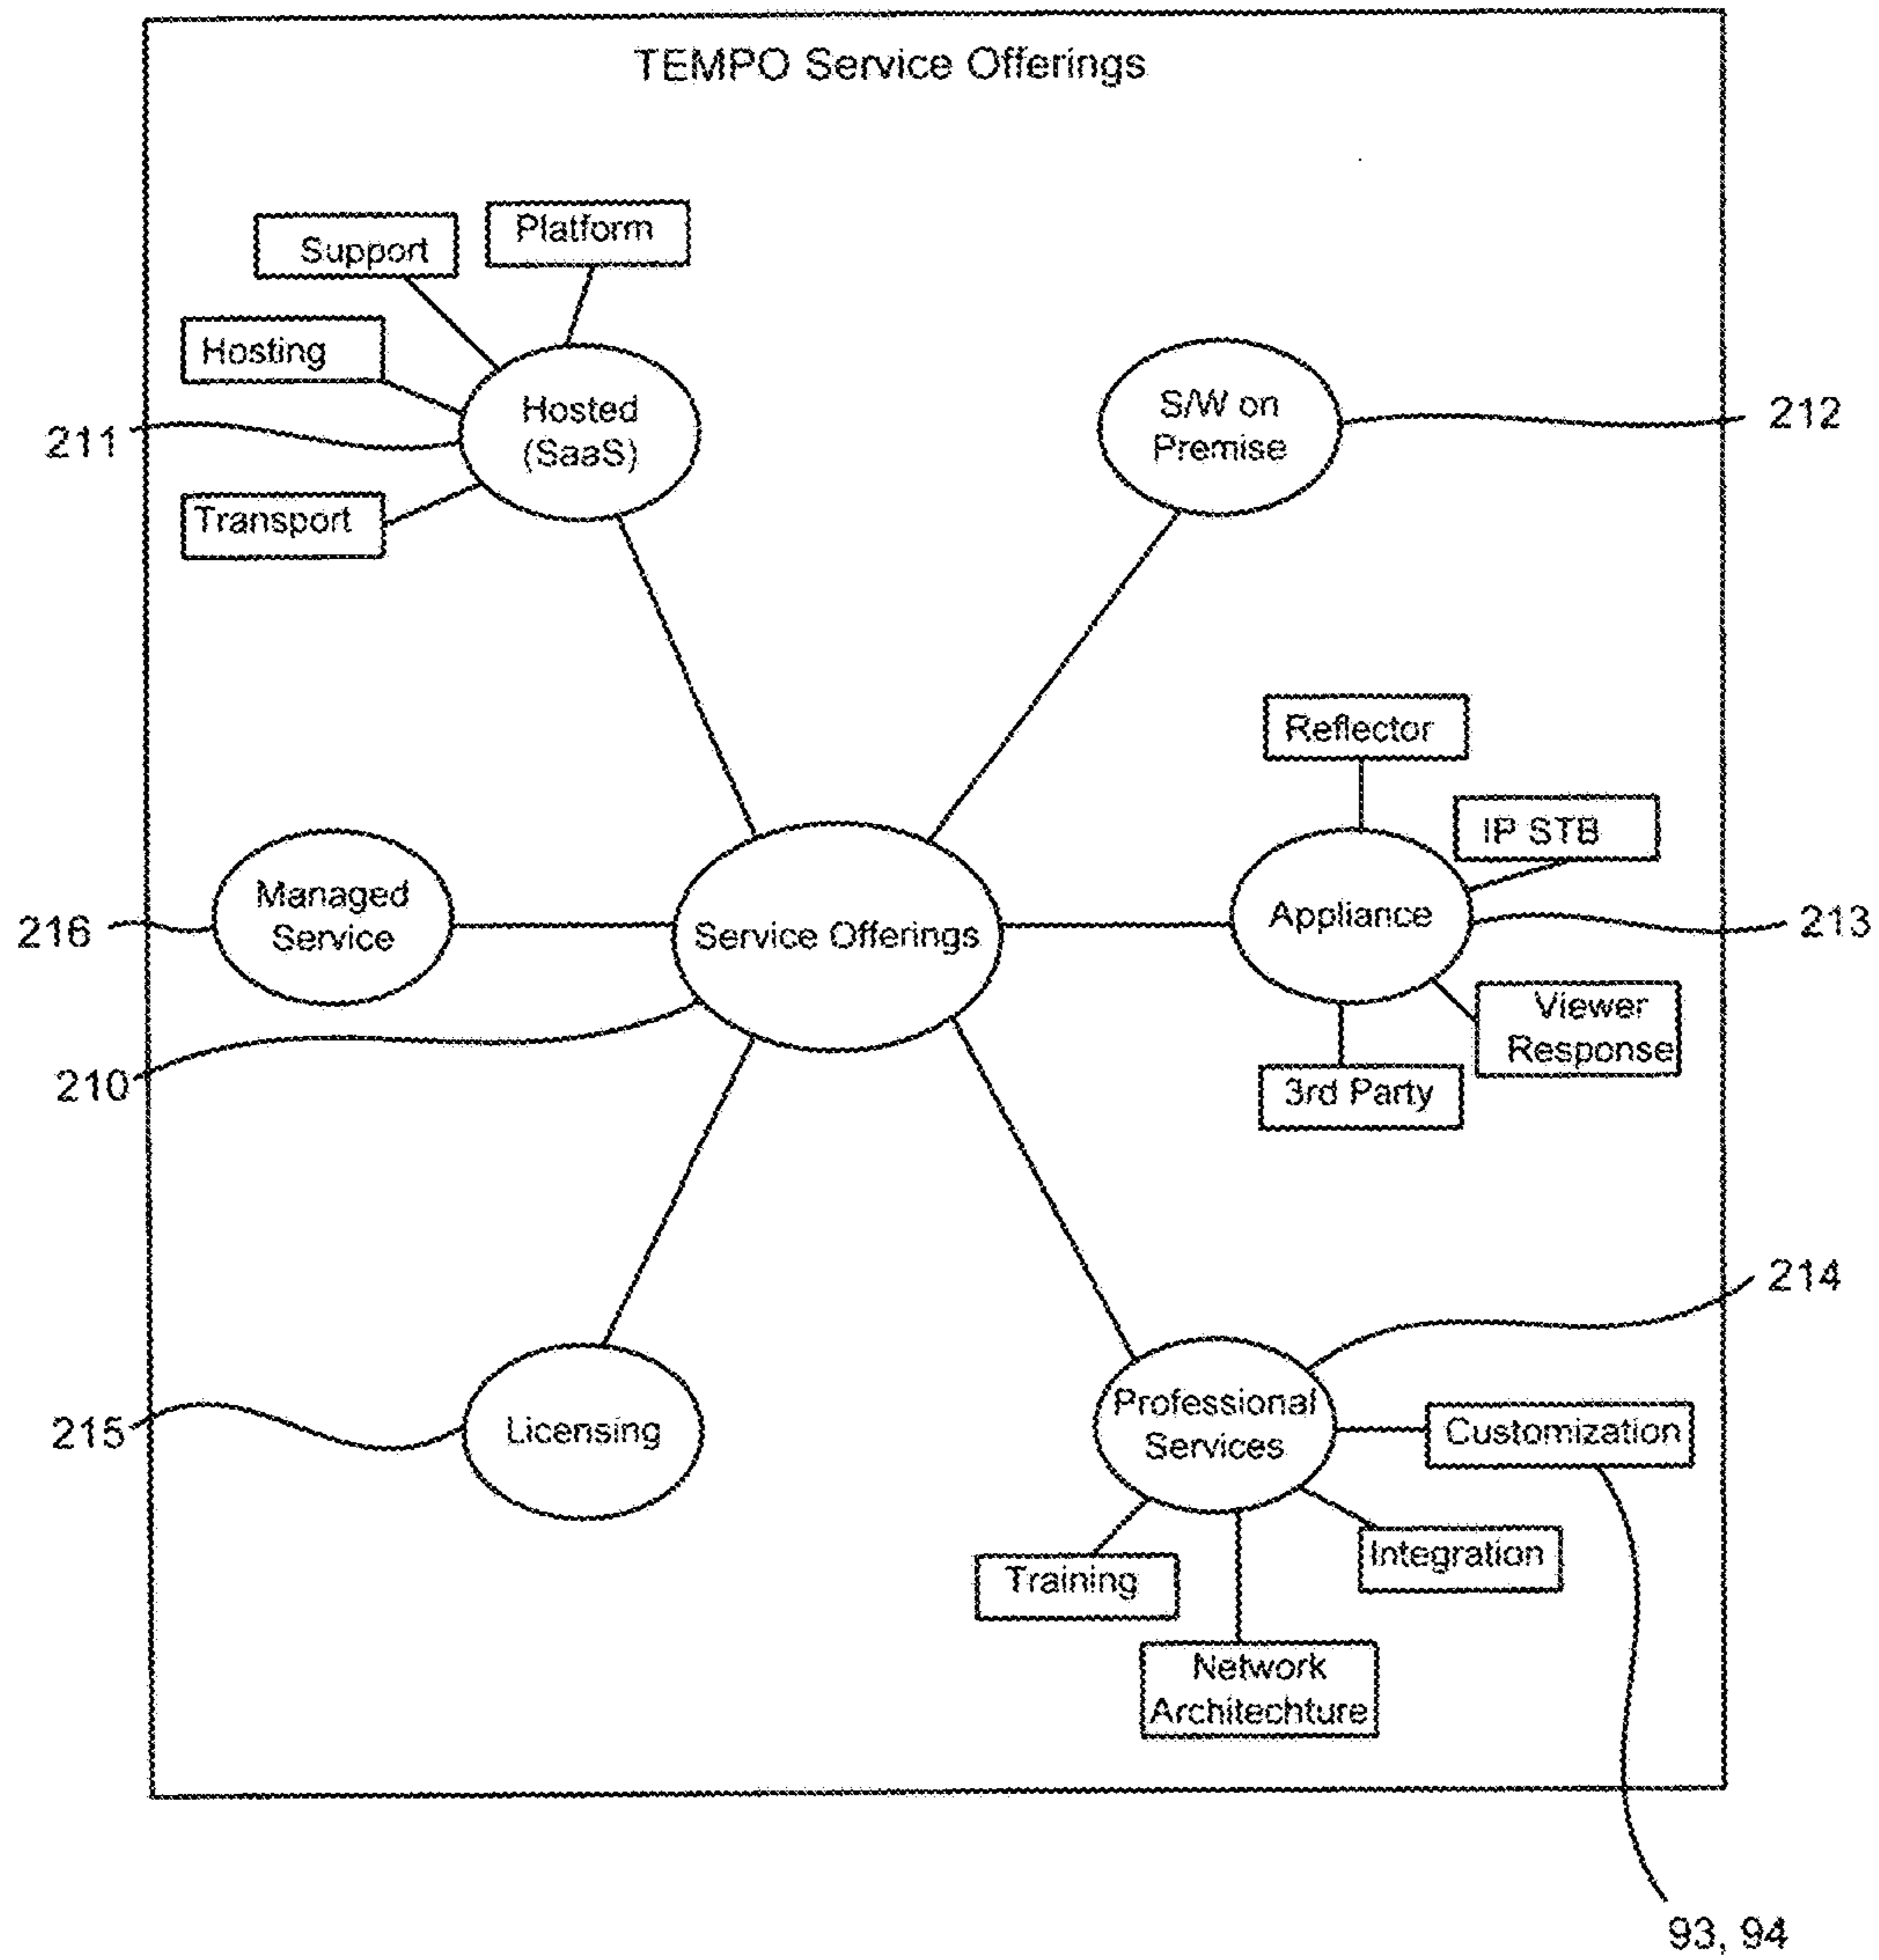 TEMPO Service Offerings
Support
Platform
Hosting
Hosted
(SaaS)
211
Transport
S/W on
Premise
212
Reflector
IP STB
Managed
Service
216
Service Offerings
Appliance
213
Viewer
Response
210
3rd Party
214
215
Licensing
Professional
Services
Customization
Integration
Training
Network
Architechture
93, 94